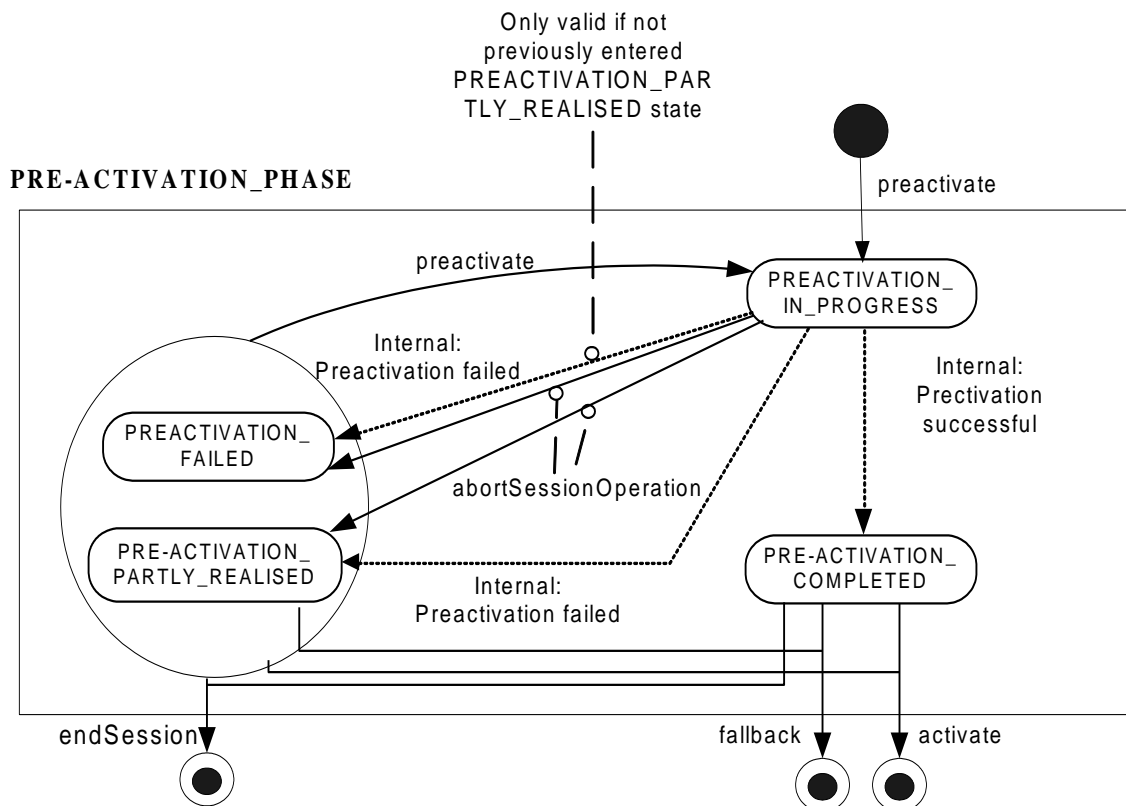 Only valid if not
previously entered
PREACTIVATION_PAR
TLY_REALISED state
PRE-ACTIVATION_PHASE
preactivate
preactivate
PREACTIVATION_
IN_PROGRESS
Internal:
Preactivation failed
Internal:
Prectivation
successful
PREACTIVATION_
FAILED
abortSessionOperation
PRE-ACTIVATION_
PARTLY_REALISED
PRE-ACTIVATION_
COMPLETED
Internal:
Preactivation failed
endSession
fallback
activate